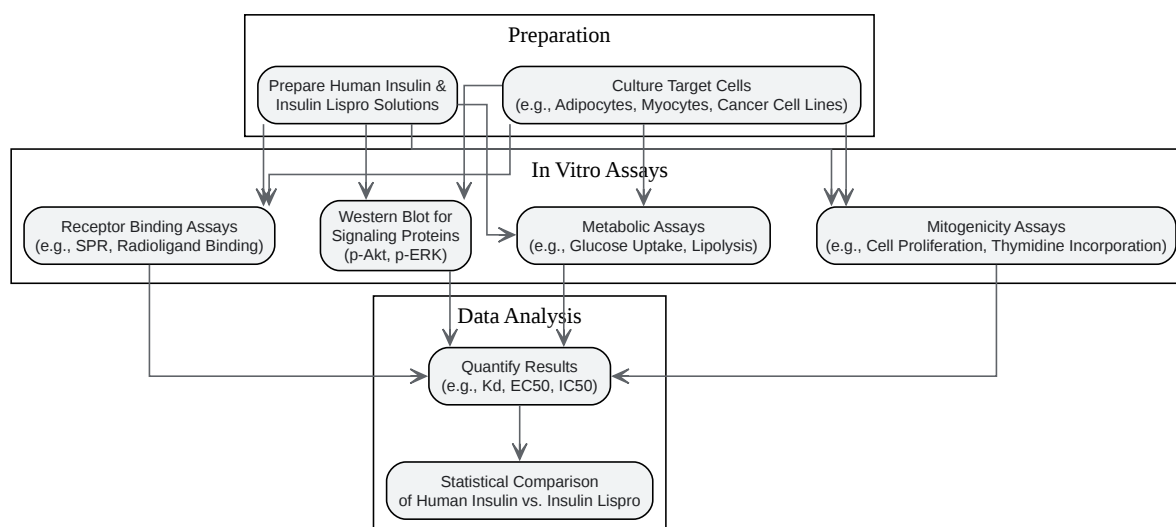 Preparation
Prepare Human Insulin &
Insulin Lispro Solutions
Culture Target Cells
(e.g., Adipocytes, Myocytes, Cancer Cell Lines)
In Vitro Assays
Receptor Binding Assays
(e.g., SPR, Radioligand Binding)
Western Blot for
Signaling Proteins
(p-Akt, p-ERK)
Metabolic Assays
(e.g., Glucose Uptake, Lipolysis)
Mitogenicity Assays
(e.g., Cell Proliferation, Thymidine Incorporation)
Data Analysis
Quantify Results
(e.g., Kd, EC50, IC50)
Statistical Comparison
of Human Insulin vs. Insulin Lispro